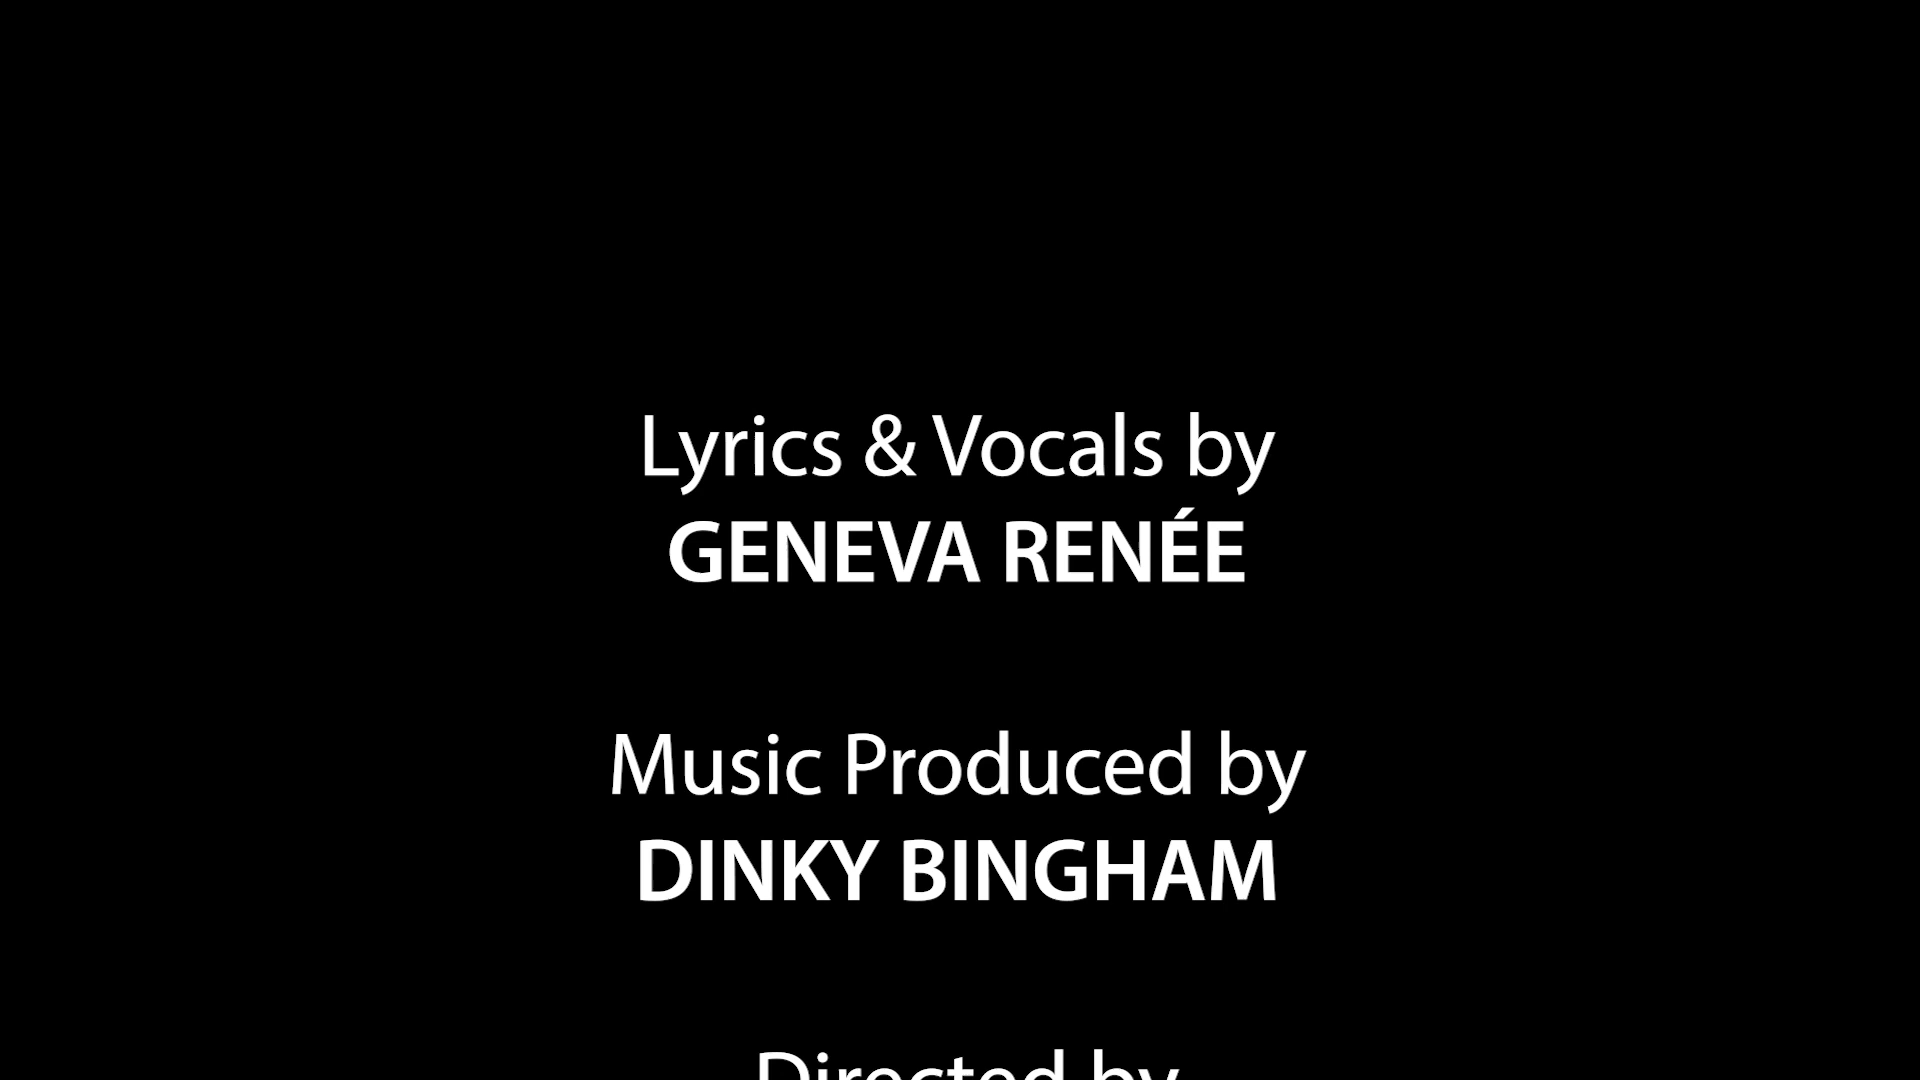 Lyrics & Vocals by
GENEVA RENÉE
Music Produced by
DINKY BINGHAM
Directed by